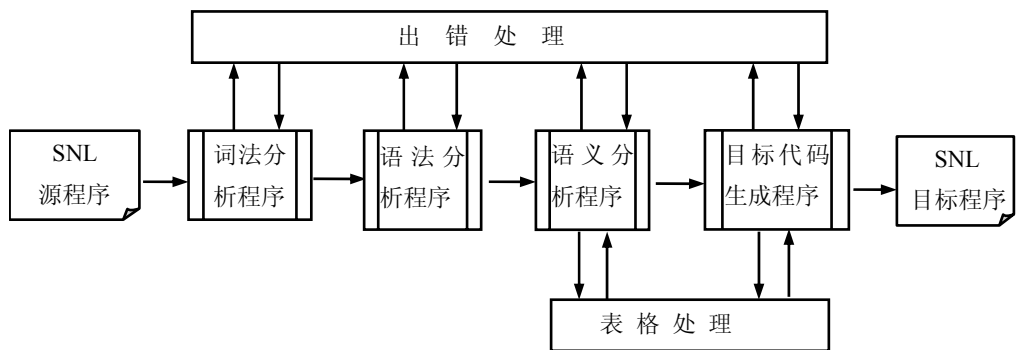 出 错 处 理
SNL
源程序
词法分
析程序
语 法 分
析程序
语 义 分
析程序
目标代码
生成程序
SNL
目标程序
表 格 处 理